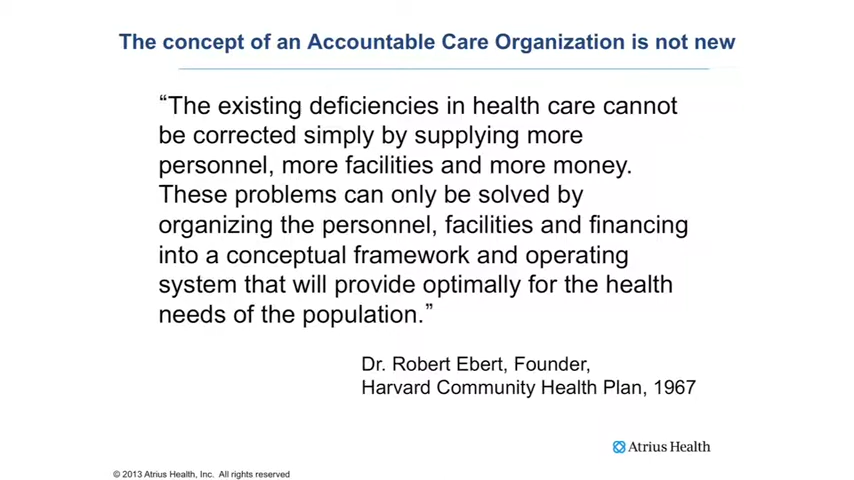 The concept of an Accountable Care Organization is not new
“The existing deficiencies in health care cannot
be corrected simply by supplying more
personnel, more facilities and more money.
These problems can only be solved by
organizing the personnel, facilities and financing
into a conceptual framework and operating
system that will provide optimally for the health
needs of the population.”
Dr. Robert Ebert, Founder,
Harvard Community Health Plan, 1967
Atrius Health
© 2013 Atrius Health, Inc. All rights reserved